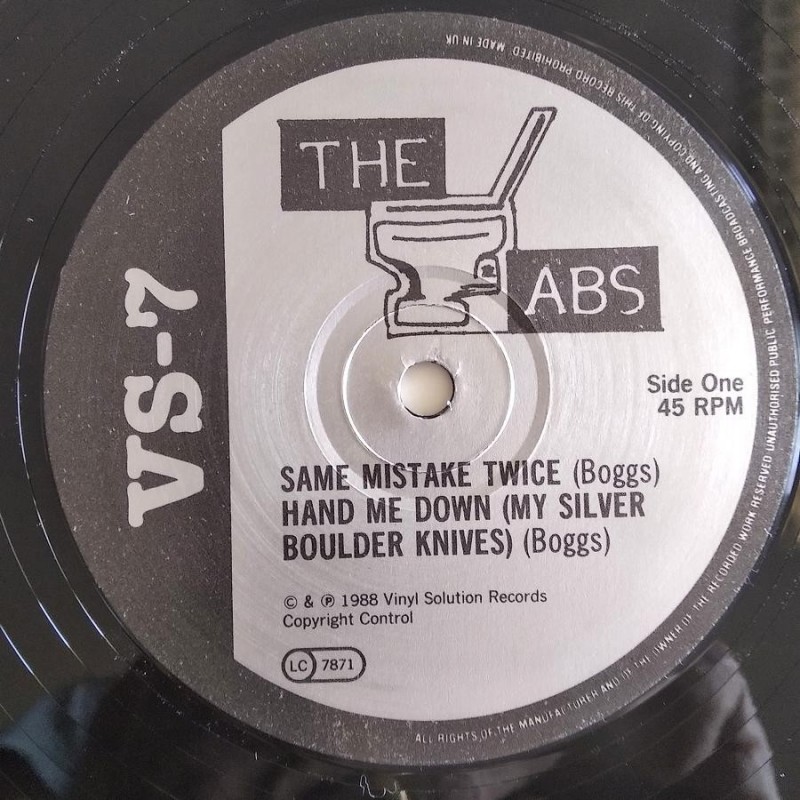 THE
ABS
VS-7
Side One
45 RPM
SAME MISTAKE TWICE (Boggs)
HAND ME DOWN (MY SILVER
BOULDER KNIVES) (Boggs)
© & ℗ 1988 Vinyl Solution Records
Copyright Control
LC 7871
ALL RIGHTS OF THE MANUFACTURER AND OF THE OWNER OF THE RECORDED WORK RESERVED UNAUTHORISED PUBLIC PERFORMANCE BROADCASTING AND COPYING OF THIS RECORD PROHIBITED MADE IN UK